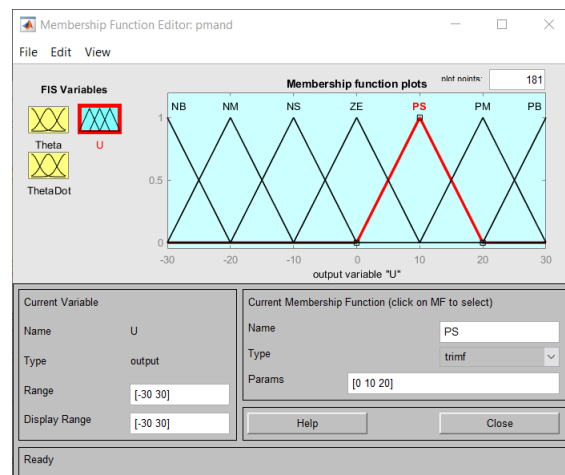 Membership Function Editor: pmand
File Edit View
FIS Variables
Theta
U
ThetaDot
Membership function plots
plot points:
181
NB NM NS ZE PS PM PB
1
0.5
0
-30 -20 -10 0 10 20 30
output variable "U"
Current Variable
Name U
Type output
Range [-30 30]
Display Range [-30 30]
Current Membership Function (click on MF to select)
Name PS
Type trimf
Params [0 10 20]
Help Close
Ready